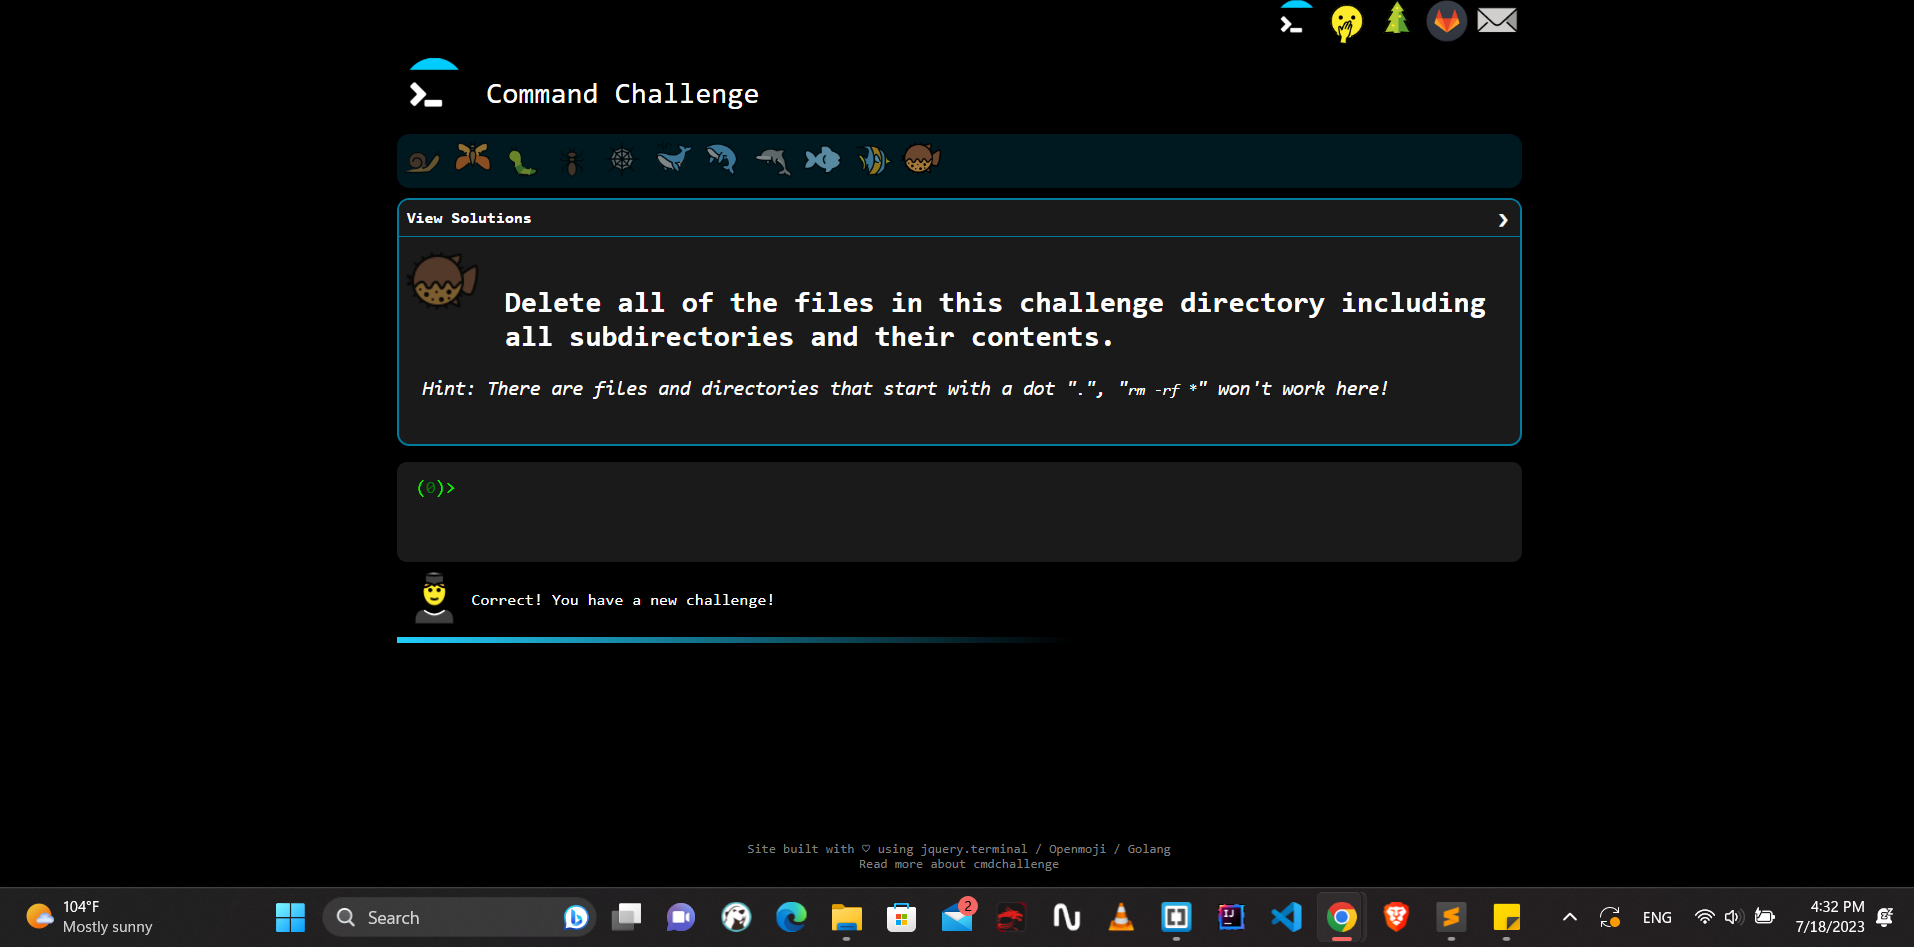 Command Challenge
View Solutions
Delete all of the files in this challenge directory including
all subdirectories and their contents.
Hint: There are files and directories that start with a dot ".", "rm -rf *" won't work here!
(0)>
Correct! You have a new challenge!
Site built with ♡ using jquery.terminal / Openmoji / Golang
Read more about cmdchallenge
104°F
Mostly sunny
Search
2
ENG
4:32 PM
7/18/2023